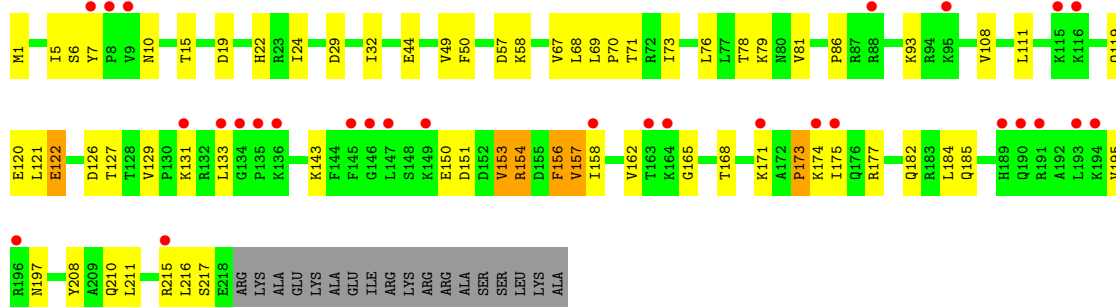 M1 I5 S6 Y7 P8 V9 N10 T15 D19 H22 R23 I24 D29 I32 E44 V49 F50 D57 K58 V67 L68 L69 P70 T71 R72 I73 L76 L77 T78 K79 N80 V81 P86 R87 R88 K93 R94 K95 V108 L111 K115 K116 Q119
E120 L121 E122 D126 T127 T128 V129 P130 K131 R132 L133 G134 P135 K136 K143 F144 F145 G146 L147 S148 K149 E150 D151 D152 V153 R154 D155 F156 V157 I158 V162 T163 K164 G165 T168 K171 A172 P173 K174 I175 Q176 R177 Q182 R183 L184 Q185 H189 Q190 R191 A192 L193 K194 V195
R196 N197 Y208 A209 Q210 L211 R215 L216 S217 E218 ARG LYS ALA GLU LYS ALA GLU ILE ARG LYS ARG ARG ALA SER SER LEU LYS ALA